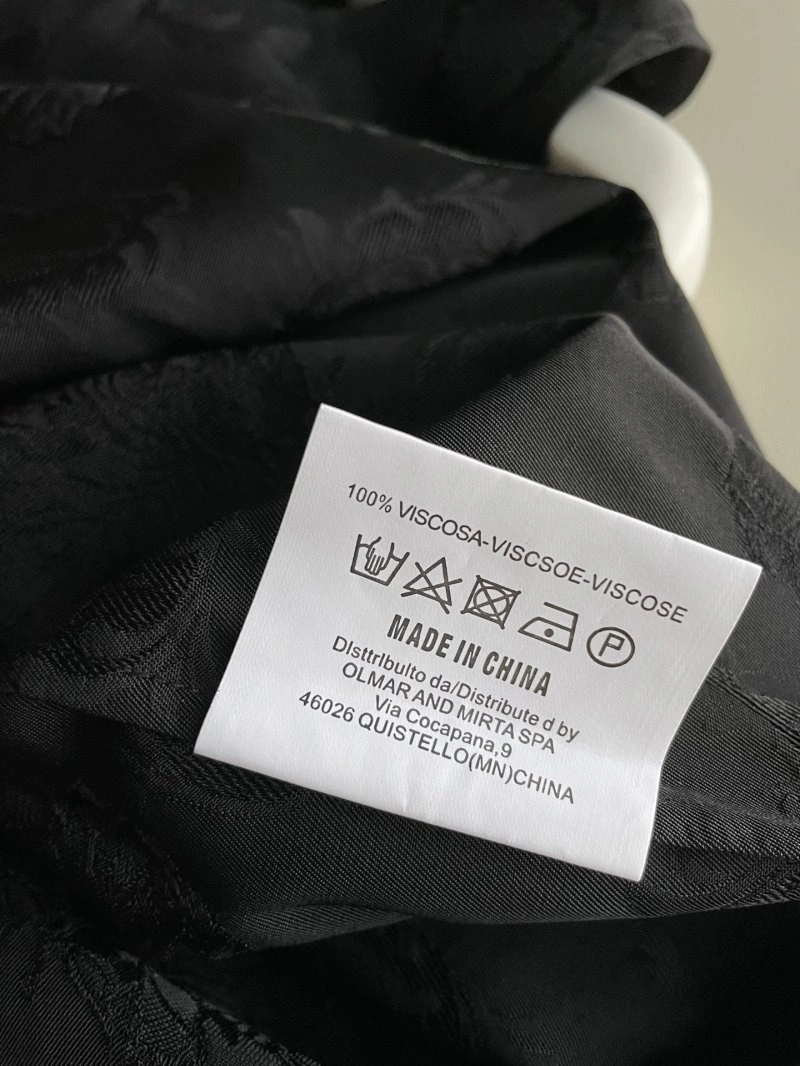 100% VISCOSA-VISCSOE-VISCOSE
P
MADE IN CHINA
DIsttrIbuIto da/Distribute d by
OLMAR AND MIRTA SPA
Via Cocapana,9
46026 QUISTELLO(MN)CHINA